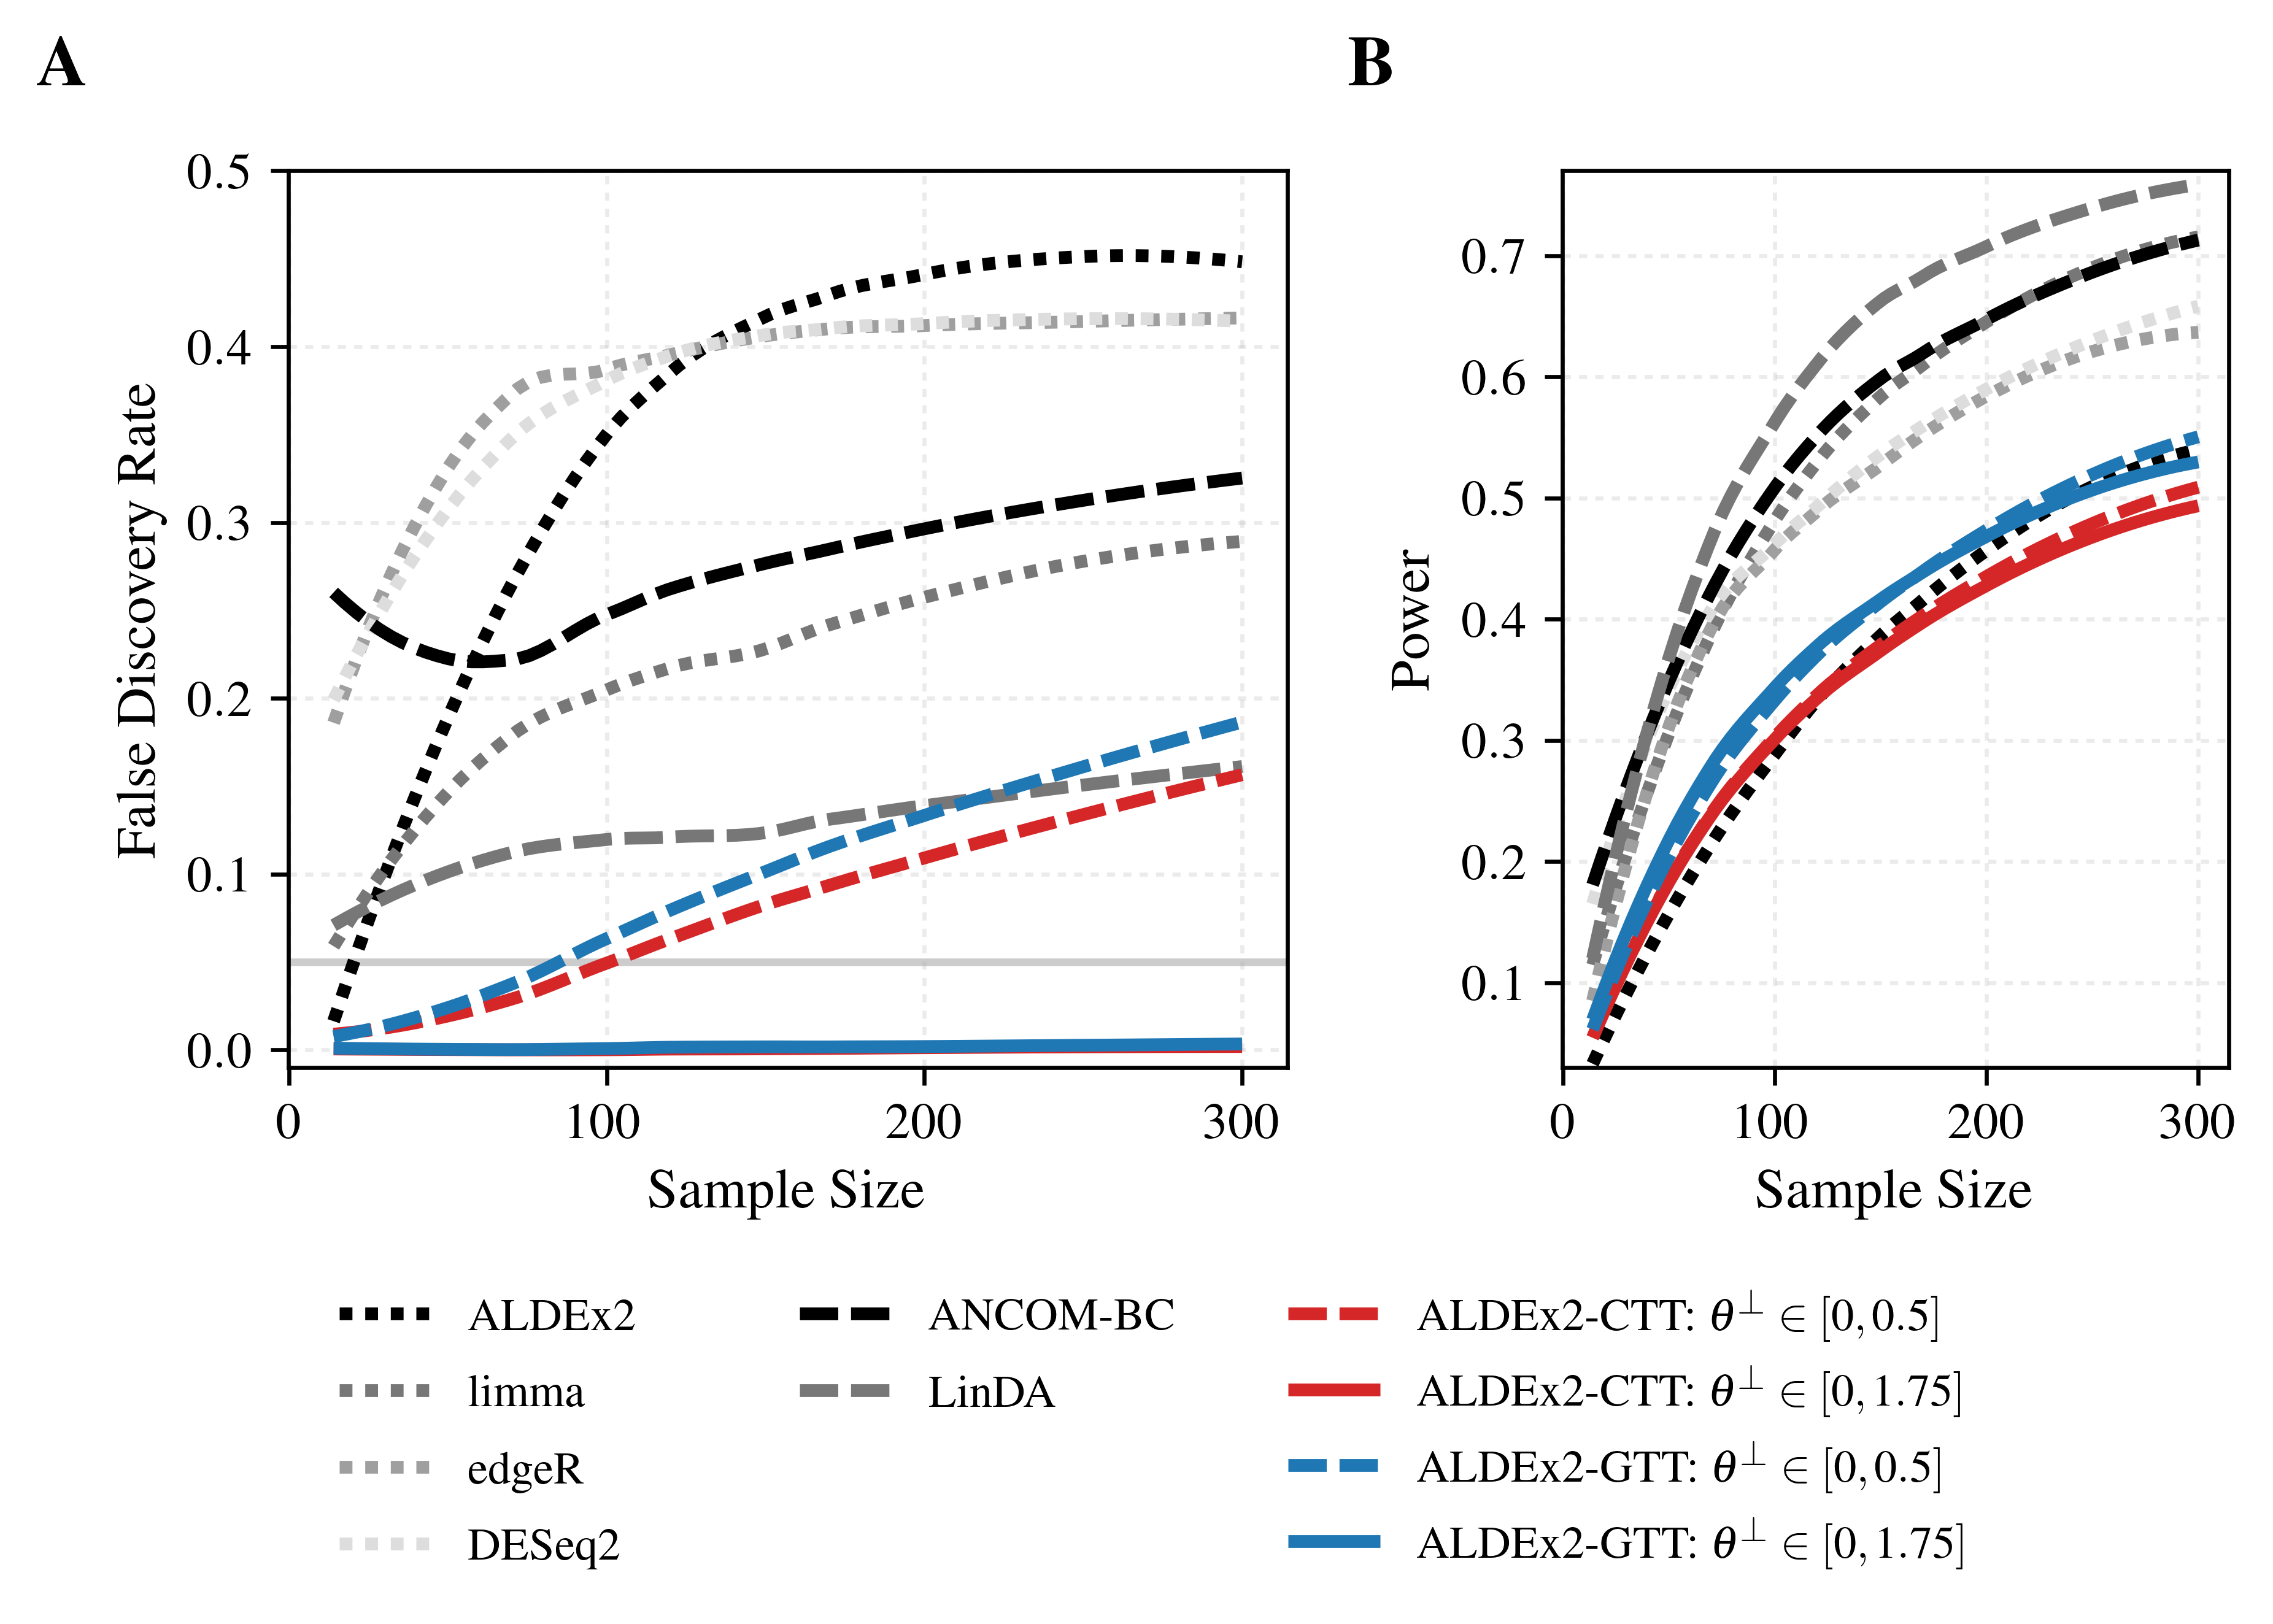 A
B
0.5
0.4
0.3
0.2
0.1
0.0
False Discovery Rate
0
100
200
300
Sample Size
0.7
0.6
0.5
0.4
0.3
0.2
0.1
Power
0
100
200
300
Sample Size
ALDEx2
limma
edgeR
DESeq2
ANCOM-BC
LinDA
ALDEx2-CTT: θ⊥ ∈ [0, 0.5]
ALDEx2-CTT: θ⊥ ∈ [0, 1.75]
ALDEx2-GTT: θ⊥ ∈ [0, 0.5]
ALDEx2-GTT: θ⊥ ∈ [0, 1.75]